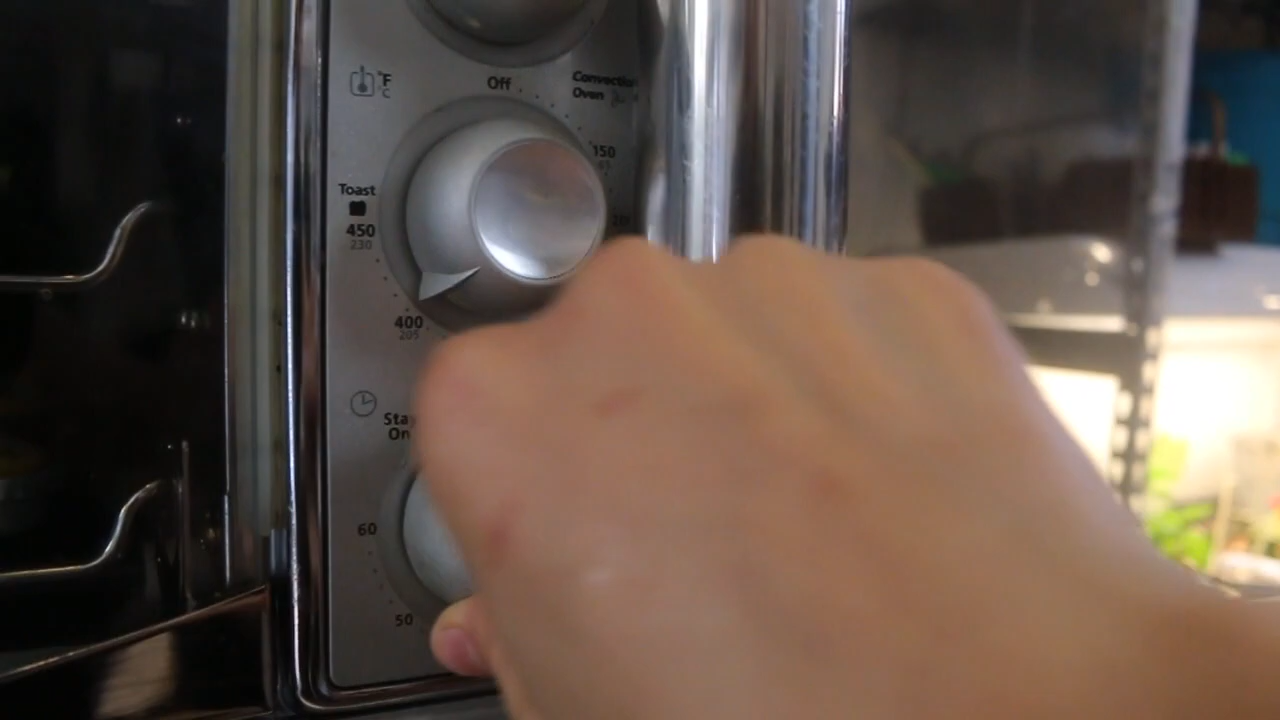 °F
°C
Off
Convection
Oven
150
Toast
450
230
400
205
Stay
On
60
50